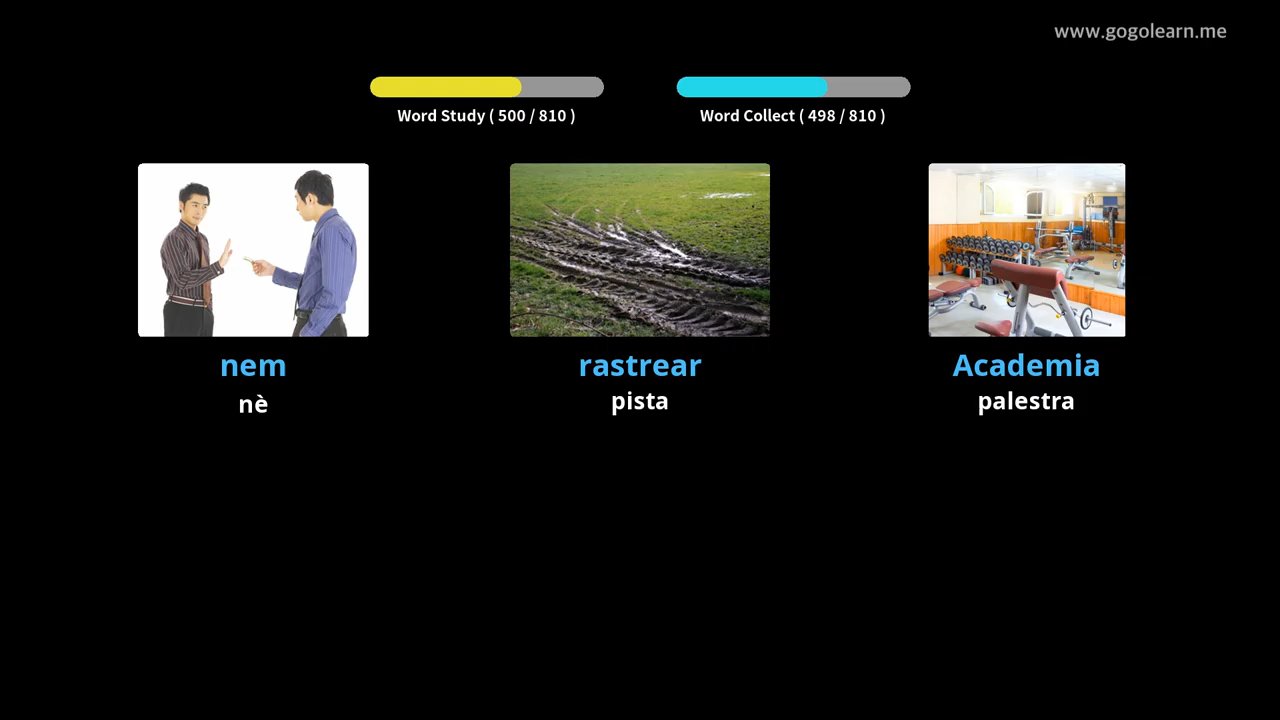 www.gogolearn.me
Word Study ( 500 / 810 )
Word Collect ( 498 / 810 )
nem
rastrear
Academia
nè
pista
palestra